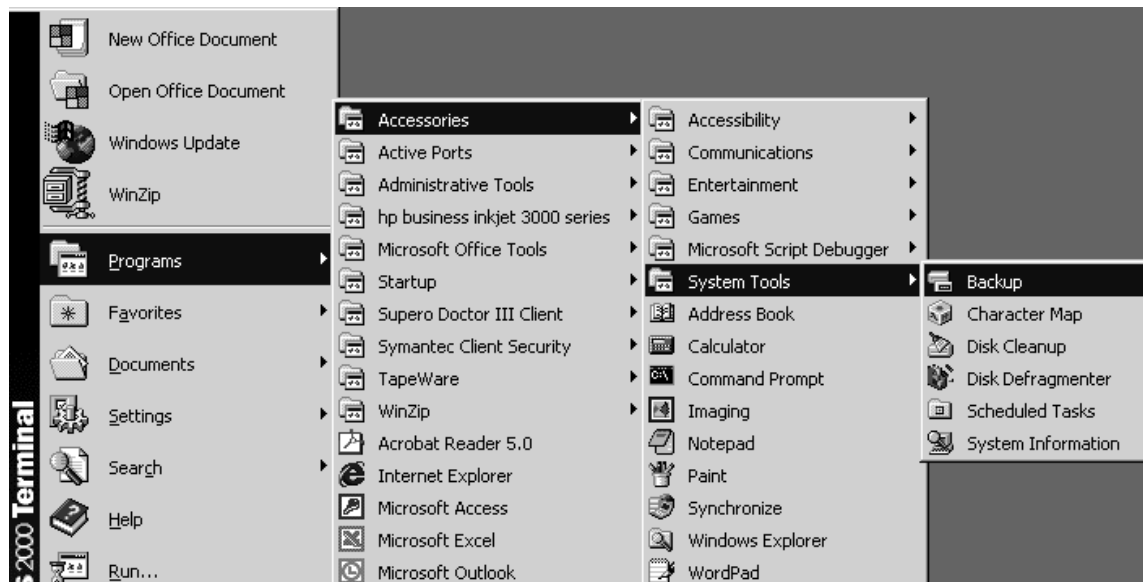 New Office Document
Open Office Document
Windows Update
WinZip
Programs
Favorites
Documents
Settings
Search
Help
Run...
s 2000 Terminal
Accessories
Active Ports
Administrative Tools
hp business inkjet 3000 series
Microsoft Office Tools
Startup
Supero Doctor III Client
Symantec Client Security
TapeWare
WinZip
Acrobat Reader 5.0
Internet Explorer
Microsoft Access
Microsoft Excel
Microsoft Outlook
Accessibility
Communications
Entertainment
Games
Microsoft Script Debugger
System Tools
Address Book
Calculator
Command Prompt
Imaging
Notepad
Paint
Synchronize
Windows Explorer
WordPad
Backup
Character Map
Disk Cleanup
Disk Defragmenter
Scheduled Tasks
System Information